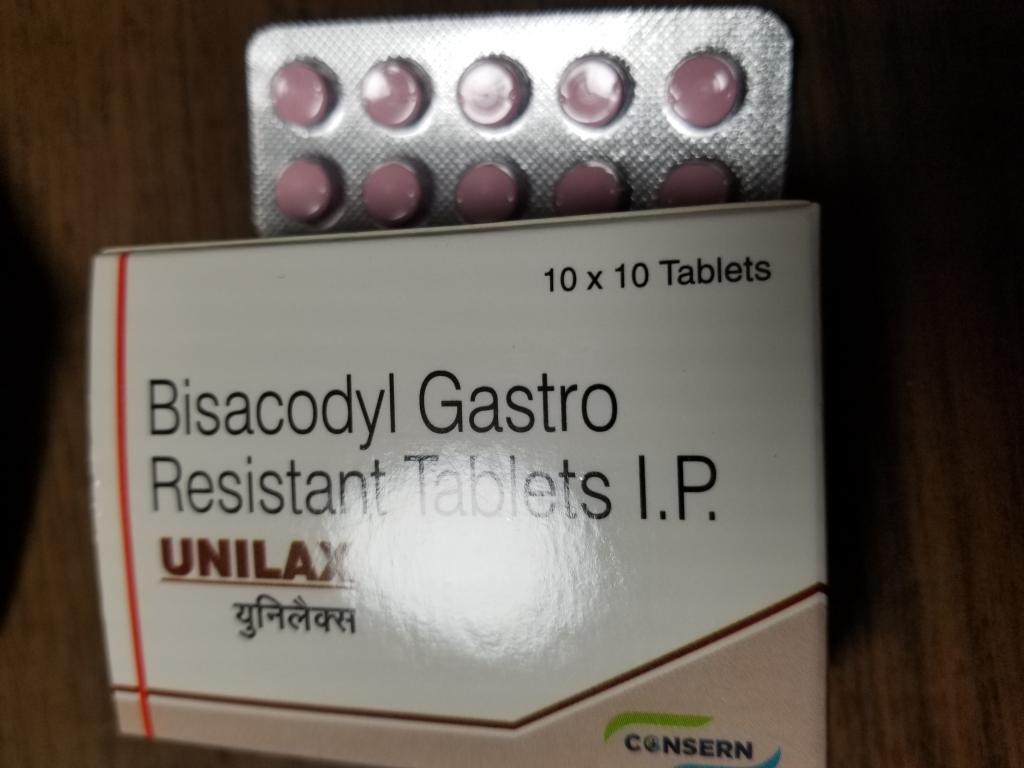 10 x 10 Tablets
Bisacodyl Gastro
Resistant Tablets I.P.
UNILAX
युनिलैक्स
CONSERN